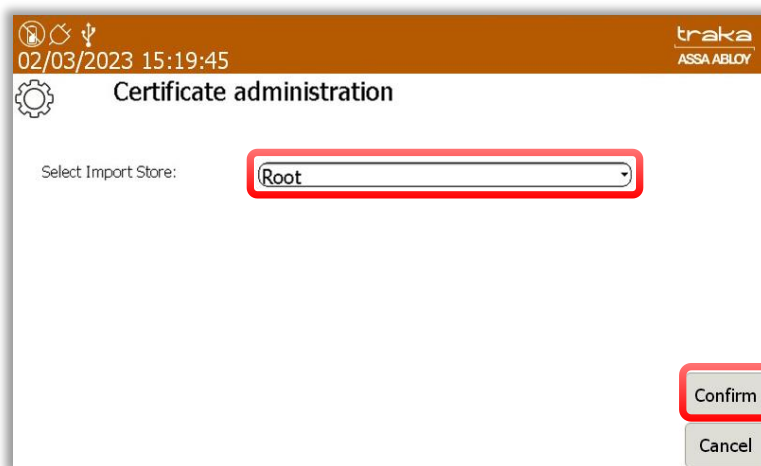 traka
02/03/2023 15:19:45
ASSA ABLOY
Certificate administration
Select Import Store:
Root
Confirm
Cancel